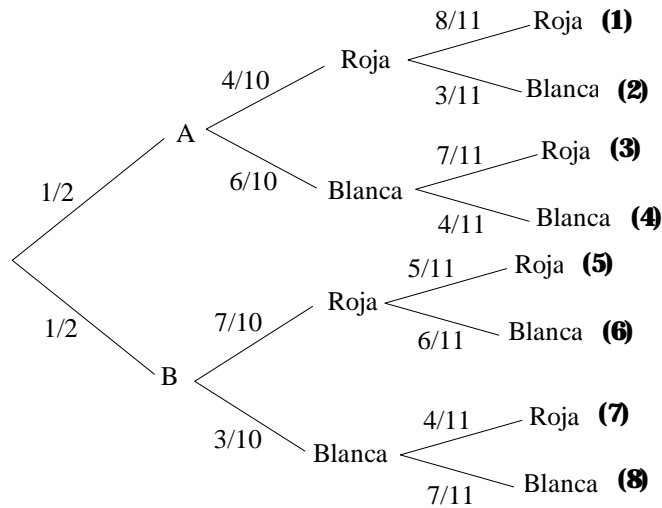 8/11
Roja (1)
Roja
4/10
3/11
Blanca (2)
A
7/11
Roja (3)
1/2
6/10
Blanca
4/11
Blanca (4)
5/11
Roja (5)
1/2
7/10
Roja
6/11
Blanca (6)
B
4/11
Roja (7)
3/10
Blanca
7/11
Blanca (8)